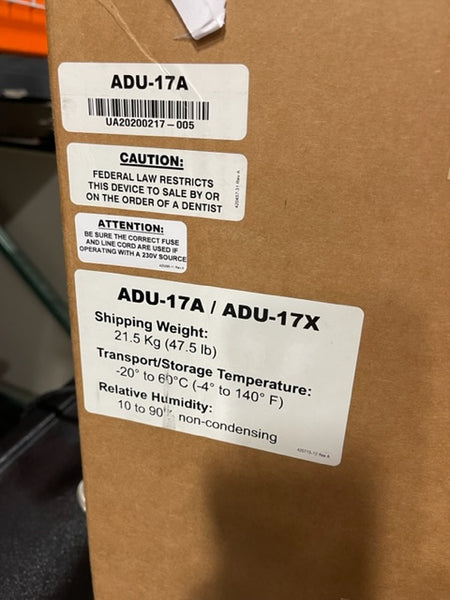 ADU-17A
UA20200217-005
CAUTION:
FEDERAL LAW RESTRICTS
THIS DEVICE TO SALE BY OR
ON THE ORDER OF A DENTIST
ATTENTION:
BE SURE THE CORRECT FUSE
AND LINE CORD ARE USED IF
OPERATING WITH A 230V SOURCE
ADU-17A / ADU-17X
Shipping Weight:
21.5 Kg (47.5 lb)
Transport/Storage Temperature:
-20° to 60°C (-4° to 140° F)
Relative Humidity:
10 to 90% non-condensing